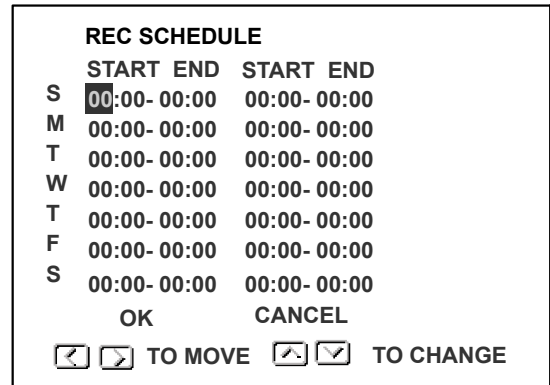 REC SCHEDULE
START END START END
S 00:00- 00:00 00:00- 00:00
M 00:00- 00:00 00:00- 00:00
T 00:00- 00:00 00:00- 00:00
W 00:00- 00:00 00:00- 00:00
T 00:00- 00:00 00:00- 00:00
F 00:00- 00:00 00:00- 00:00
S 00:00- 00:00 00:00- 00:00
OK CANCEL
TO MOVE TO CHANGE